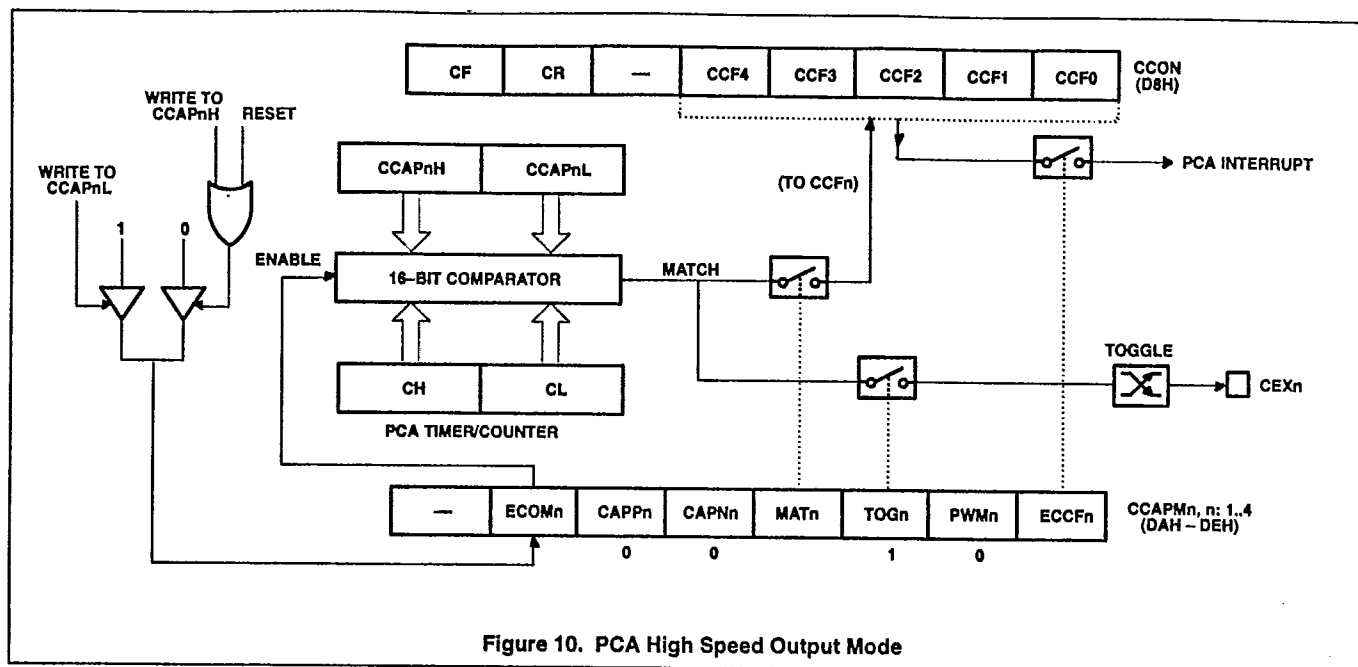 CF CR — CCF4 CCF3 CCF2 CCF1 CCF0
CCON
(D8H)
WRITE TO
CCAPnH
RESET
WRITE TO
CCAPnL
1
0
CCAPnH CCAPnL
(TO CCFn)
PCA INTERRUPT
ENABLE
16–BIT COMPARATOR
MATCH
CH CL
PCA TIMER/COUNTER
TOGGLE
CEXn
— ECOMn CAPPn CAPNn MATn TOGn PWMn ECCFn
CCAPMn, n: 1..4
(DAH – DEH)
0 0 1 0
Figure 10. PCA High Speed Output Mode